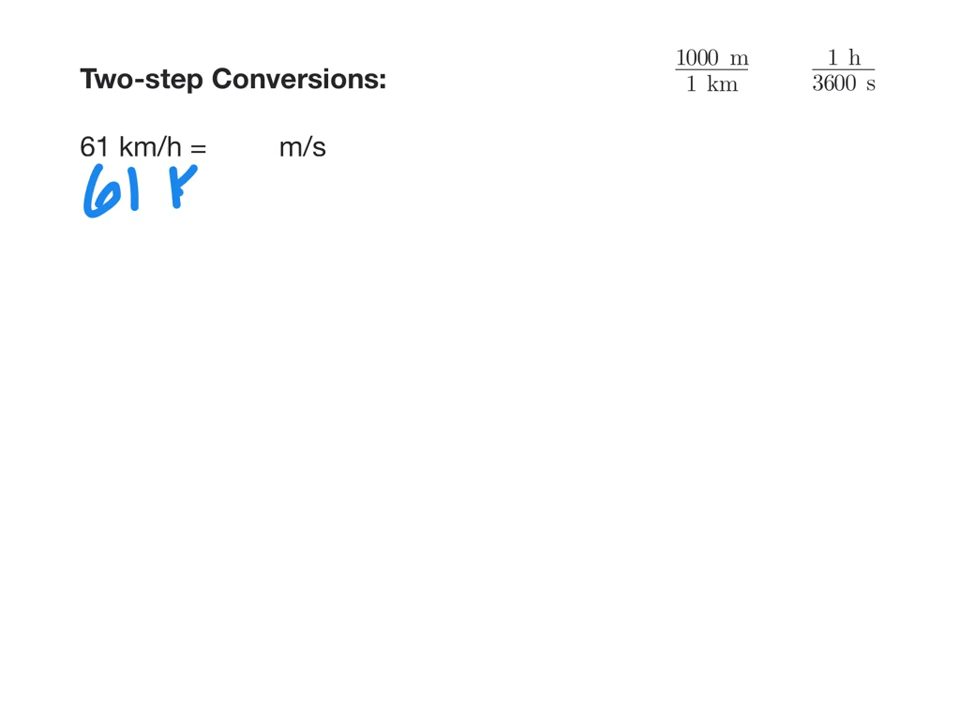 Two-step Conversions:
1000 m
1 km
1 h
3600 s
61 km/h = m/s
61 K